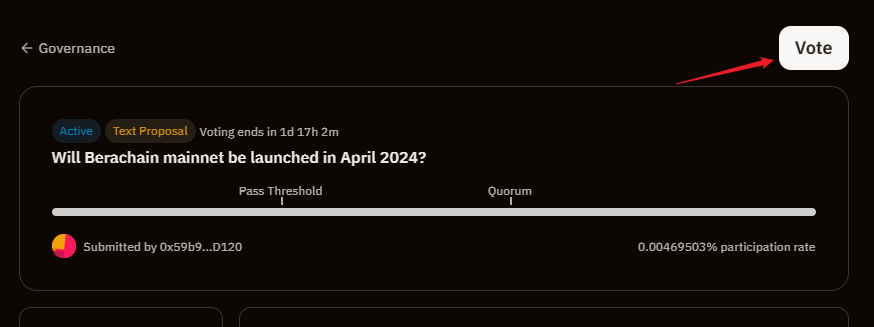 ← Governance
Vote
Active Text Proposal Voting ends in 1d 17h 2m
Will Berachain mainnet be launched in April 2024?
Pass Threshold Quorum
Submitted by 0x59b9...D120 0.00469503% participation rate